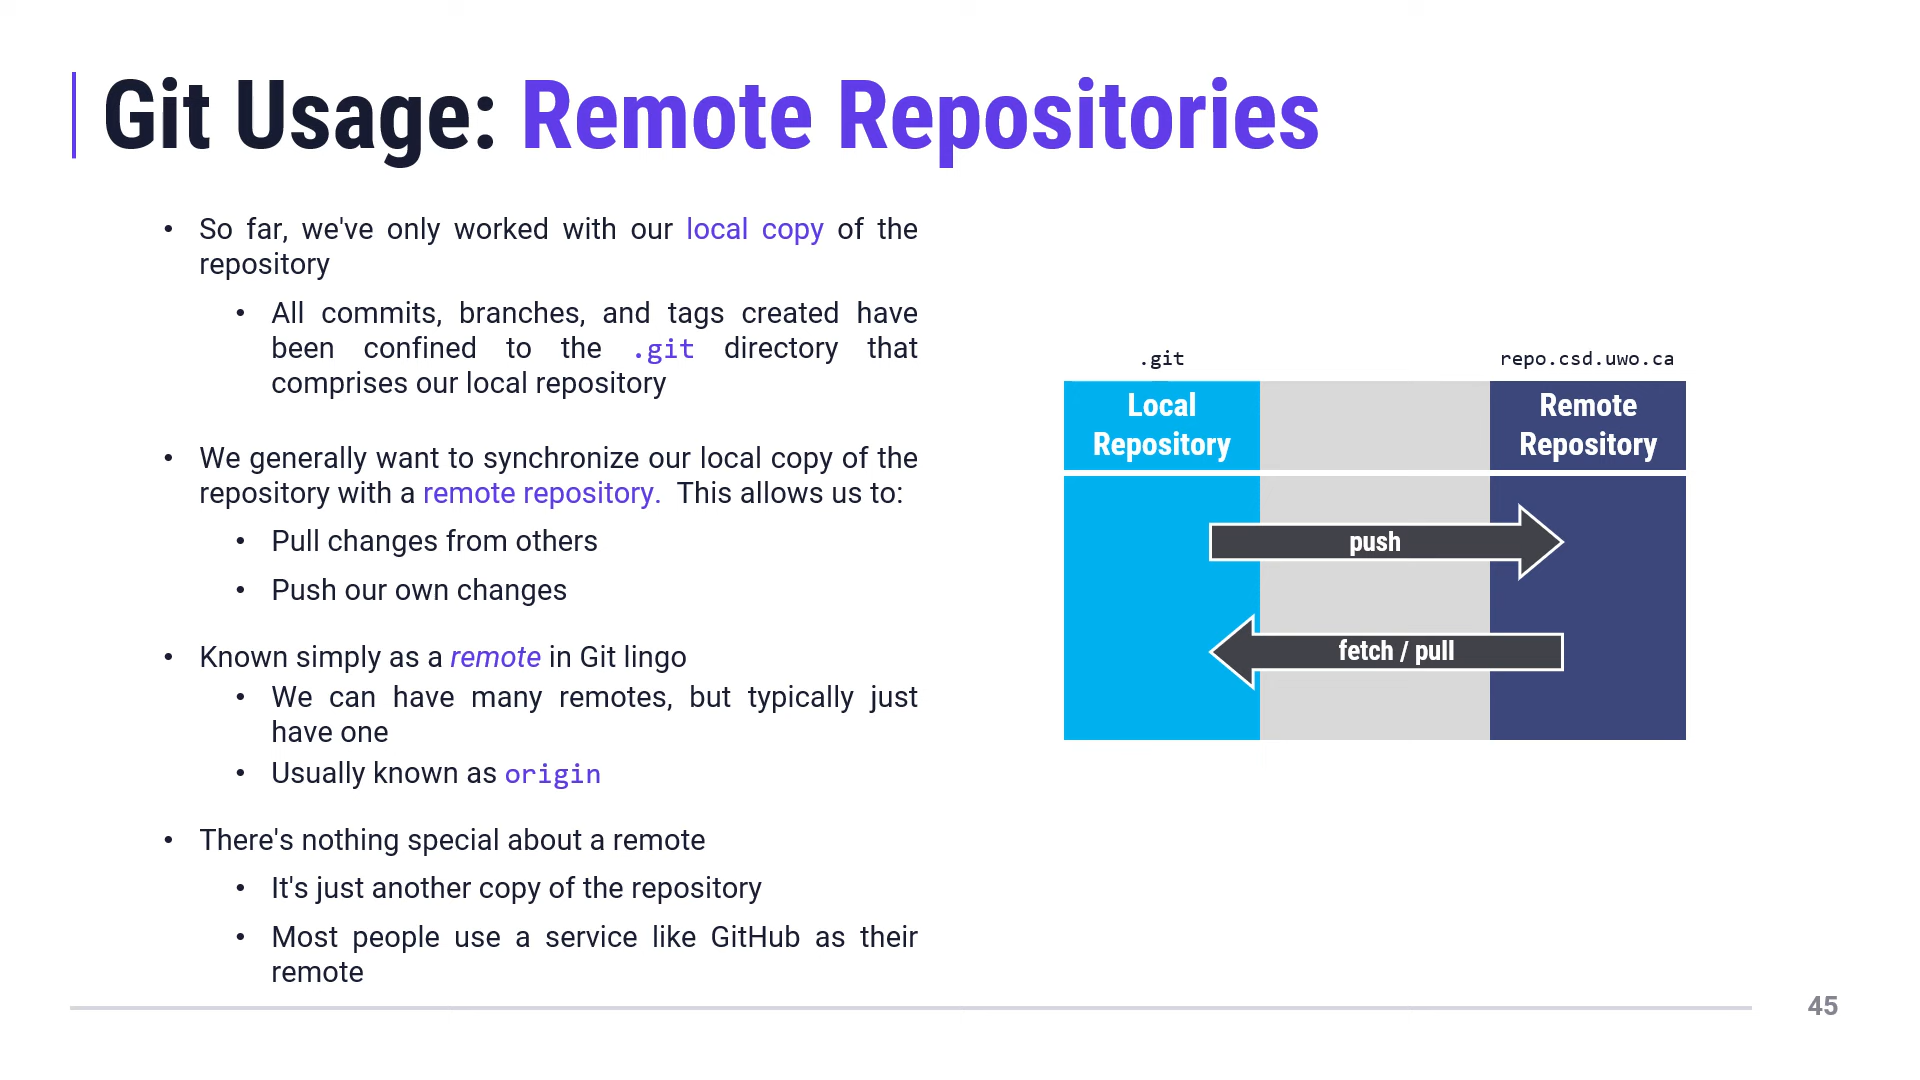 Git Usage: Remote Repositories
• So far, we've only worked with our local copy of the
repository
• All commits, branches, and tags created have
been confined to the .git directory that
comprises our local repository
• We generally want to synchronize our local copy of the
repository with a remote repository. This allows us to:
• Pull changes from others
• Push our own changes
• Known simply as a remote in Git lingo
• We can have many remotes, but typically just
have one
• Usually known as origin
• There's nothing special about a remote
• It's just another copy of the repository
• Most people use a service like GitHub as their
remote
.git
repo.csd.uwo.ca
Local
Repository
Remote
Repository
push
fetch / pull
45